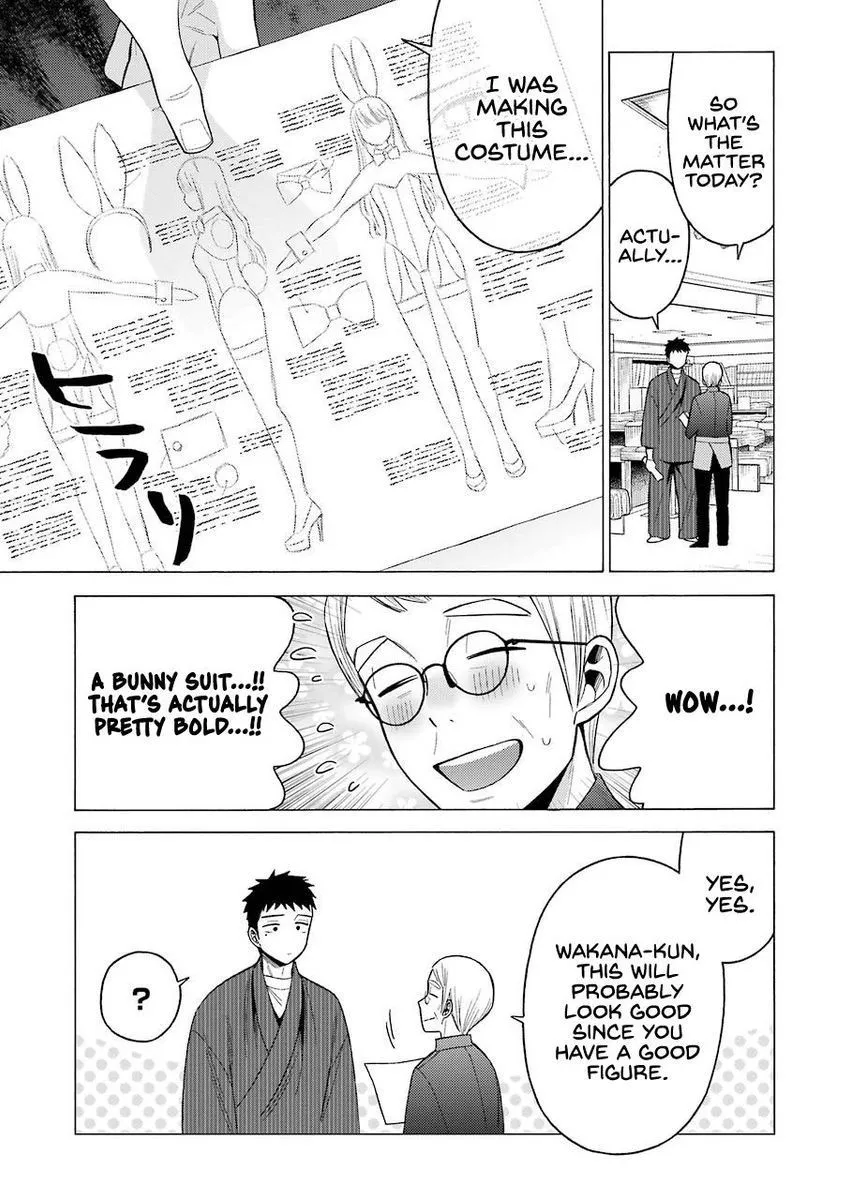 SO
WHAT'S
THE
MATTER
TODAY?
ACTU-
ALLY...
I WAS
MAKING
THIS
COSTUME...
ヒラリ
WOW...!
A BUNNY SUIT...!!
THAT'S ACTUALLY
PRETTY BOLD...!!
YES,
YES.
WAKANA-KUN,
THIS WILL
PROBABLY
LOOK GOOD
SINCE YOU
HAVE A GOOD
FIGURE.
?